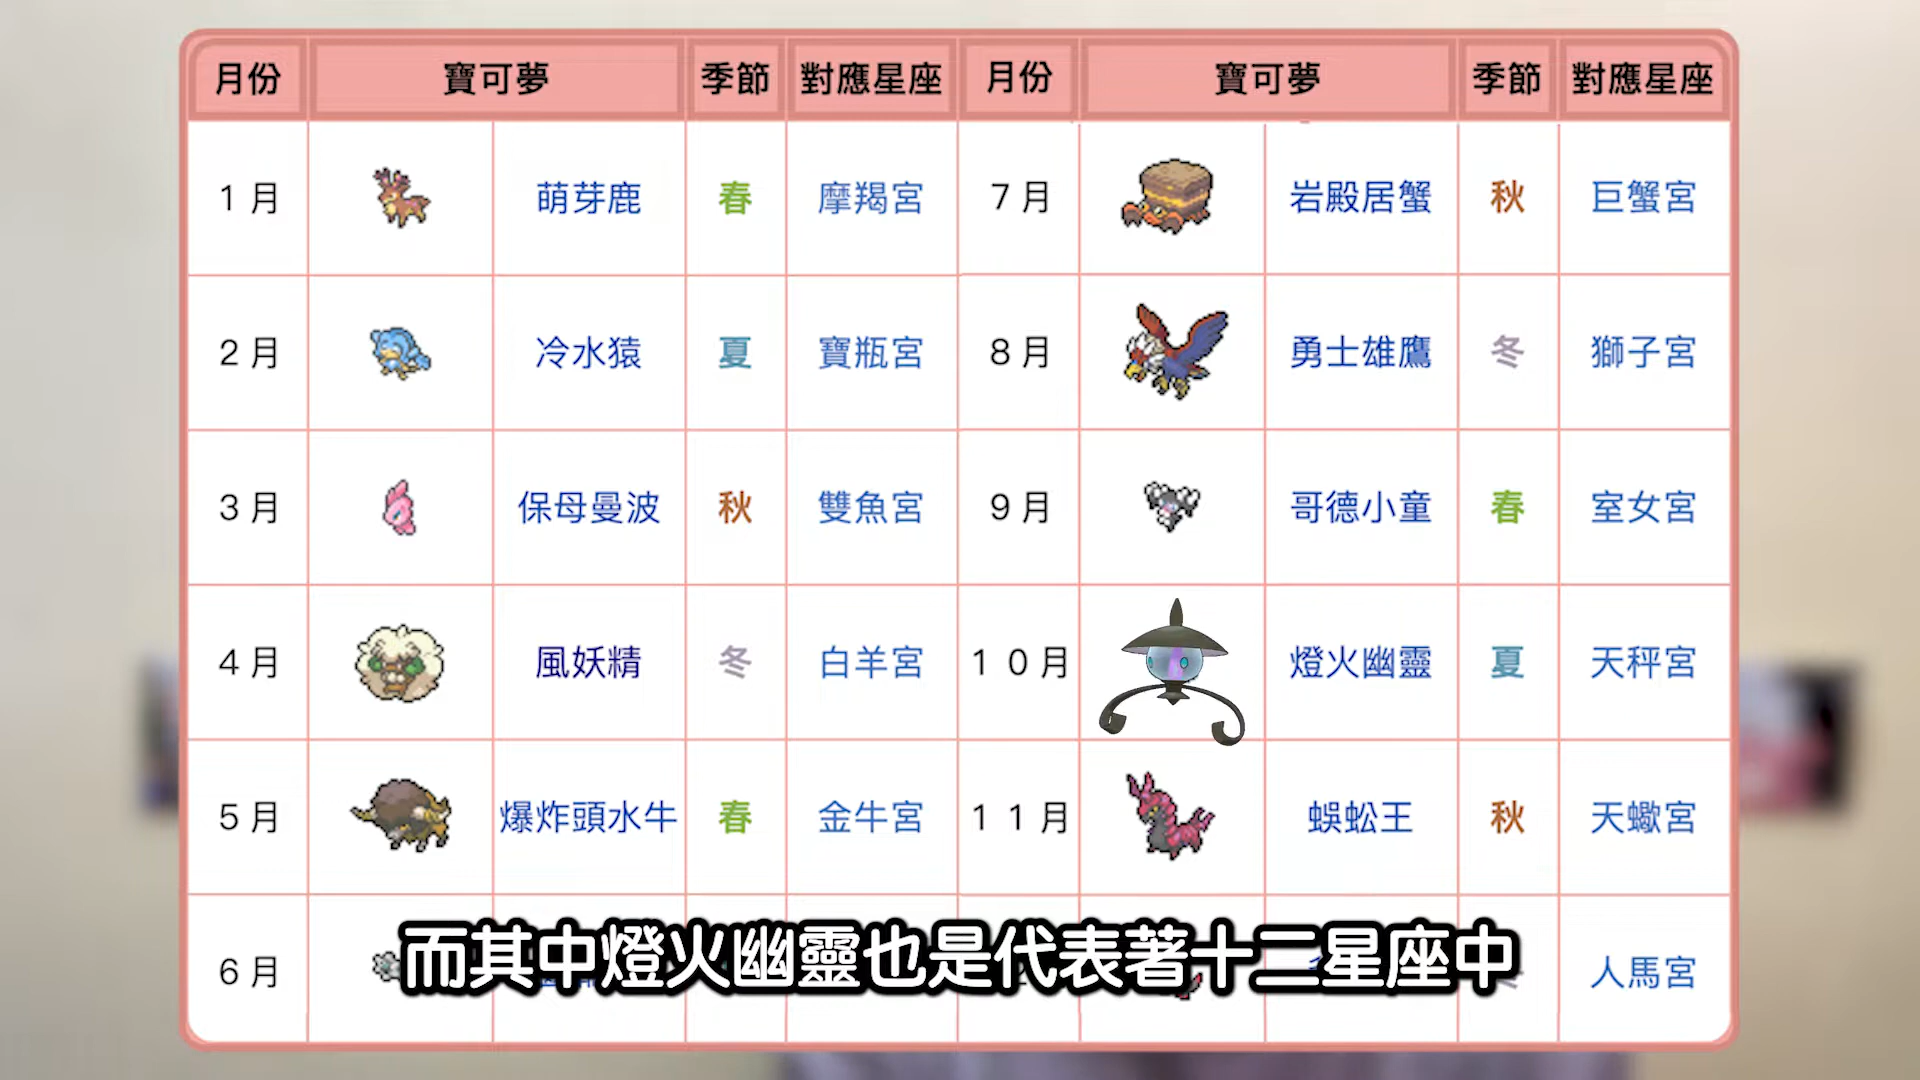 月份 寶可夢 季節 對應星座 月份 寶可夢 季節 對應星座
1月 萌芽鹿 春 摩羯宮 7月 岩殿居蟹 秋 巨蟹宮
2月 冷水猿 夏 寶瓶宮 8月 勇士雄鷹 冬 獅子宮
3月 保母曼波 秋 雙魚宮 9月 哥德小童 春 室女宮
4月 風妖精 冬 白羊宮 10月 燈火幽靈 夏 天秤宮
5月 爆炸頭水牛 春 金牛宮 11月 蜈蚣王 秋 天蠍宮
6月 冬 人馬宮
而其中燈火幽靈也是代表著十二星座中